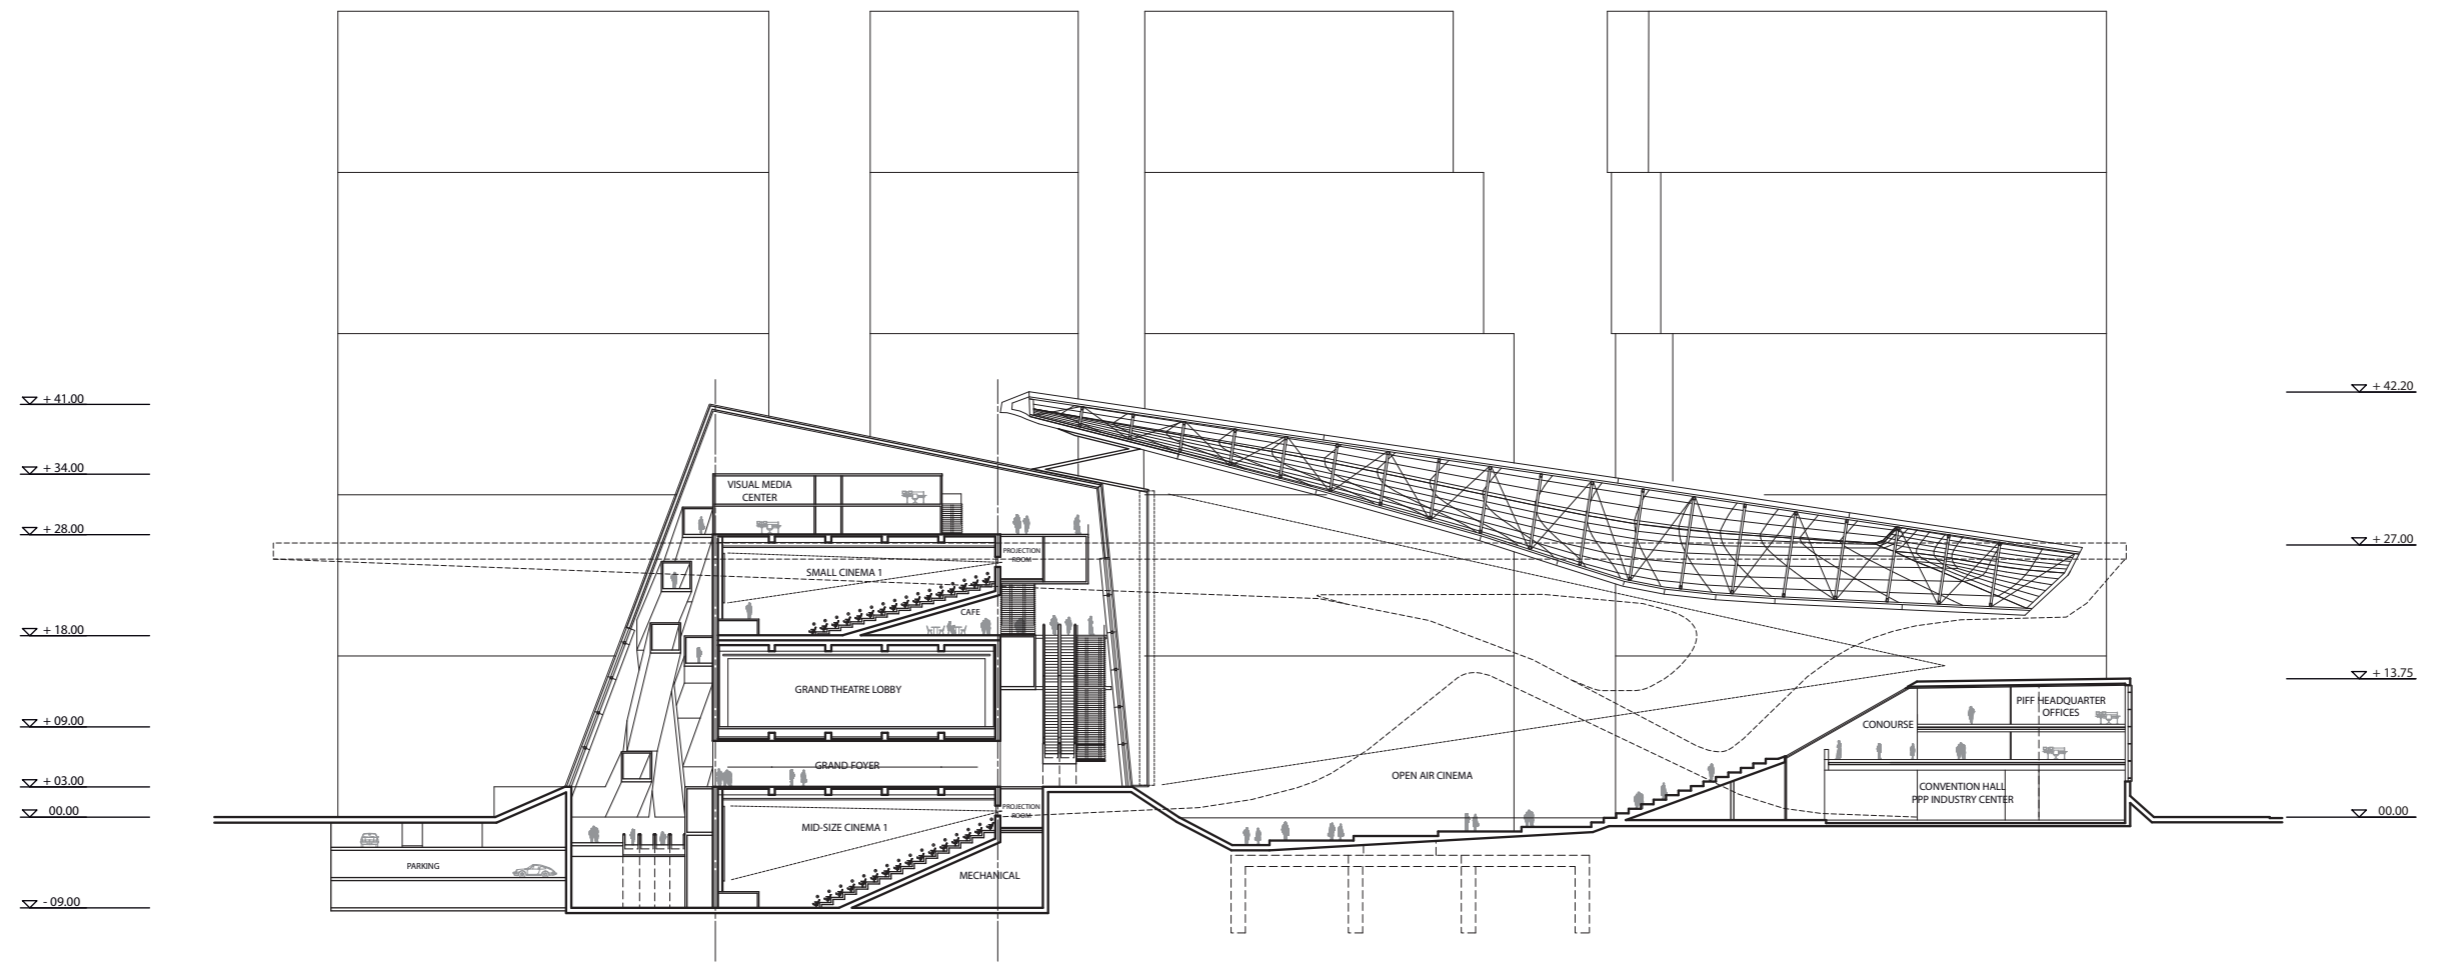 + 41.00
+ 42.20
+ 34.00
VISUAL MEDIA
CENTER
+ 28.00
+ 27.00
PROJECTION
ROOM
SMALL CINEMA 1
CAFE
+ 18.00
+ 13.75
GRAND THEATRE LOBBY
PIFF HEADQUARTER
OFFICES
+ 09.00
CONOURSE
GRAND FOYER
OPEN AIR CINEMA
+ 03.00
CONVENTION HALL
PPP INDUSTRY CENTER
00.00
PROJECTION
ROOM
00.00
MID-SIZE CINEMA 1
PARKING
MECHANICAL
- 09.00